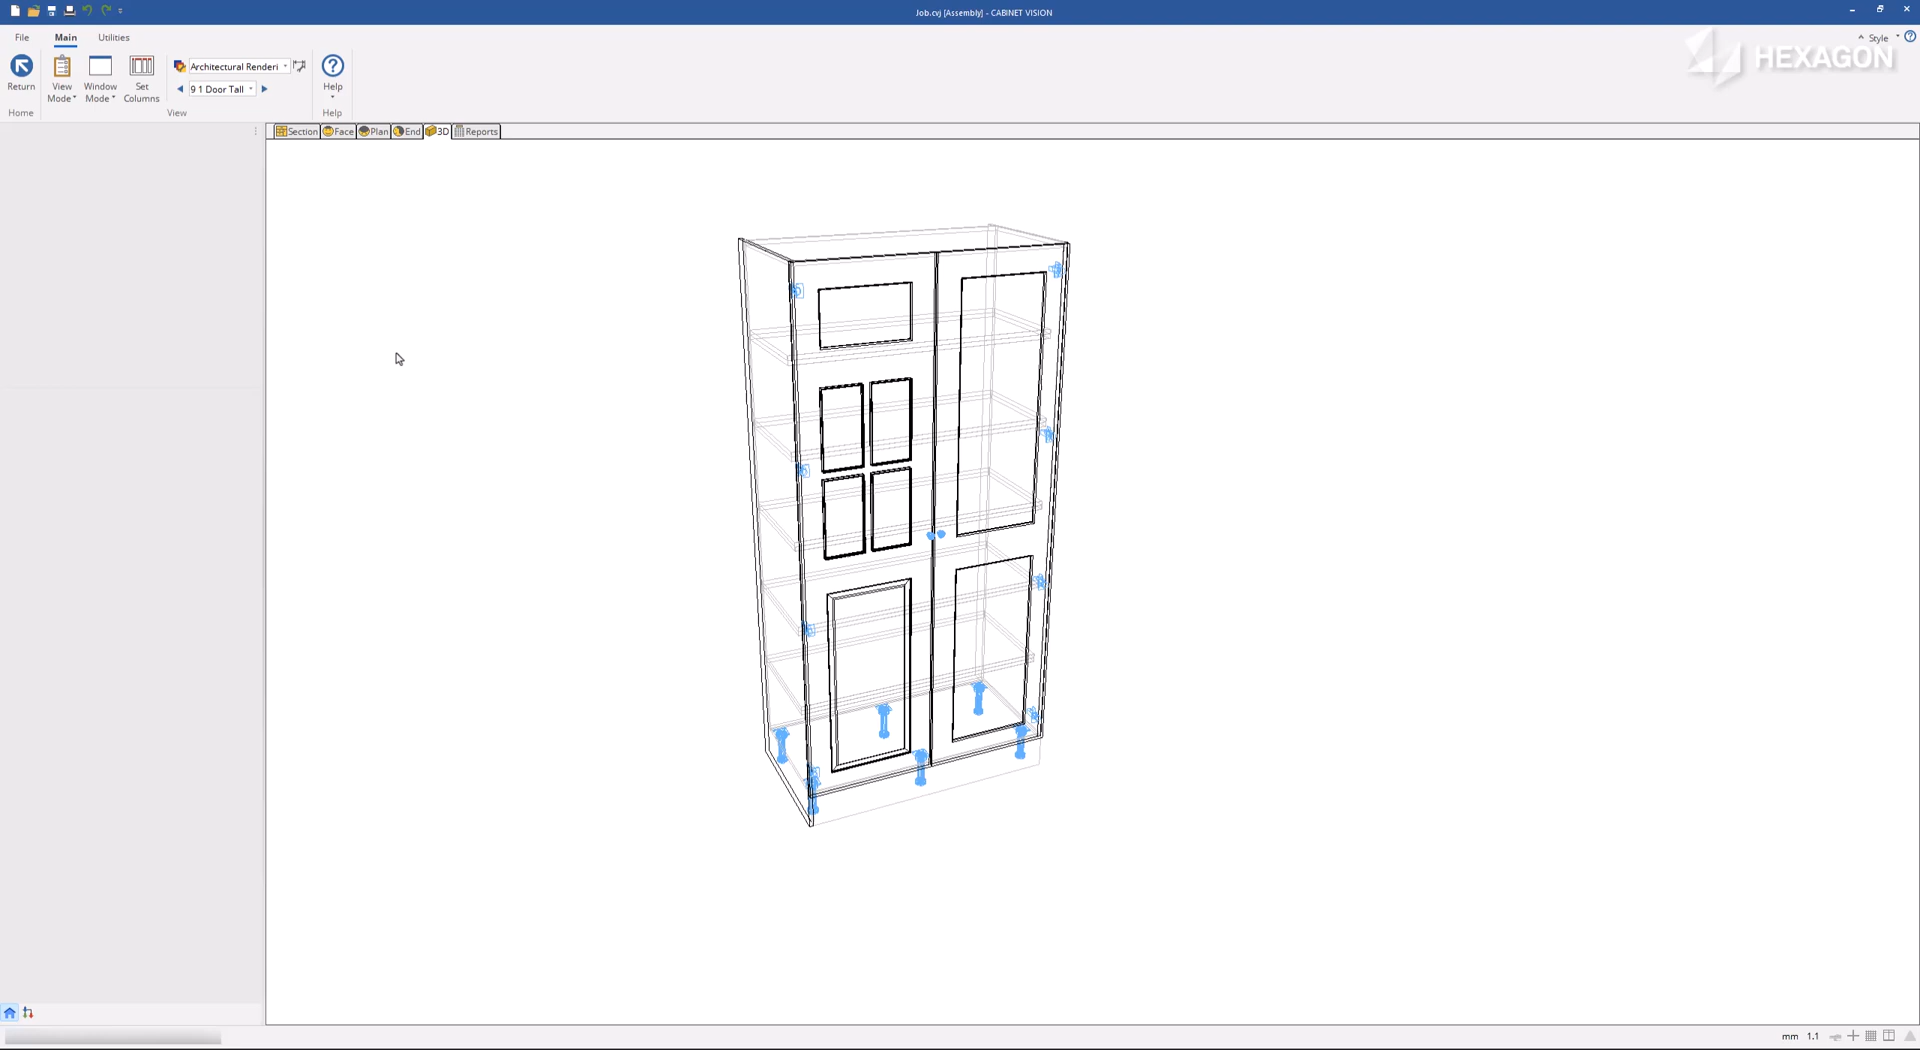 Job.cvj [Assembly] - CABINET VISION
File Main Utilities
Style
HEXAGON
Return
View Mode
Window Mode
Set Columns
Architectural Renderi
9 1 Door Tall
Help
Home
View
Help
Section Face Plan End 3D Reports
mm 1.1